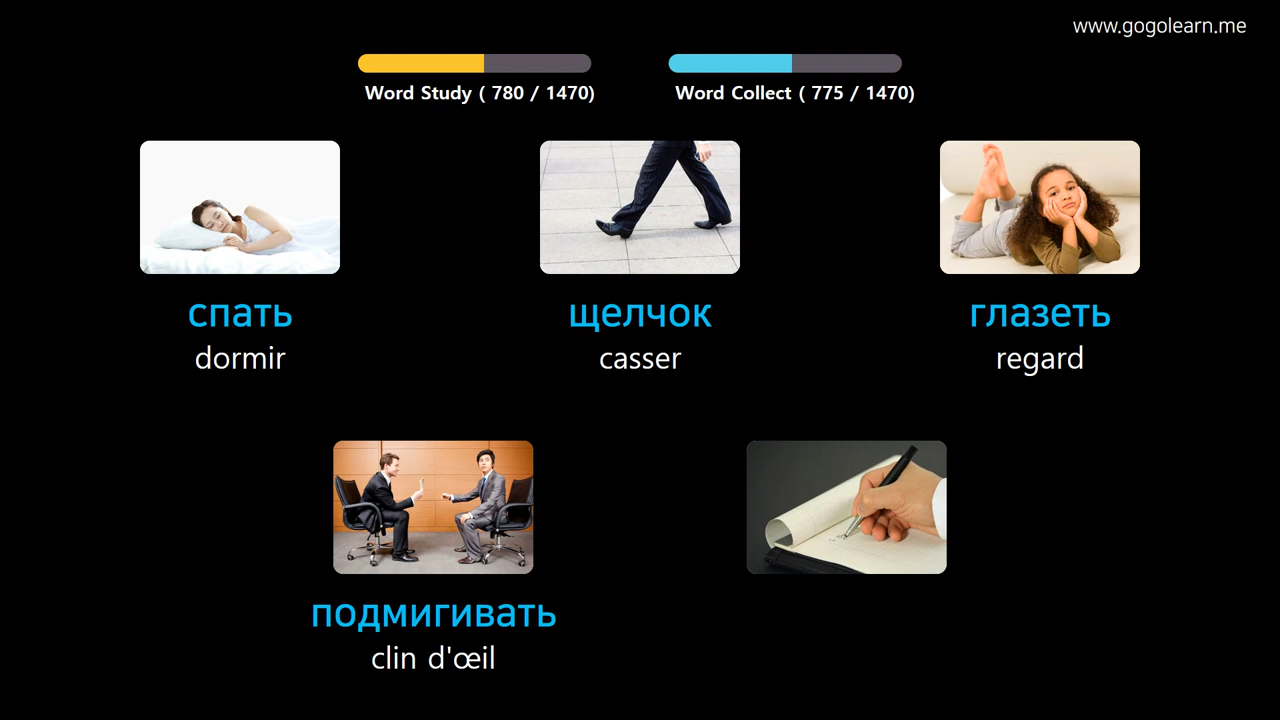 www.gogolearn.me
Word Study ( 780 / 1470)
Word Collect ( 775 / 1470)
спать
dormir
щелчок
casser
глазеть
regard
подмигивать
clin d'œil